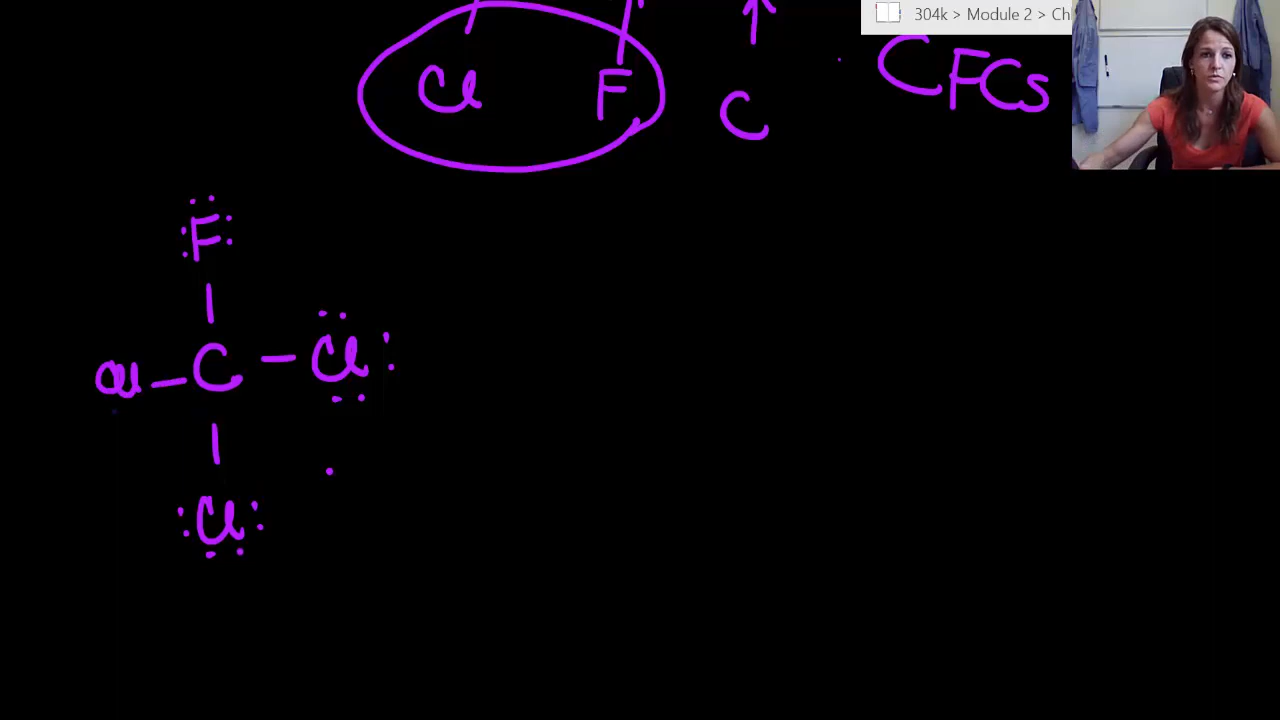 304k > Module 2 > Ch
Cl F C CFCs
F
Cl - C - Cl
Cl